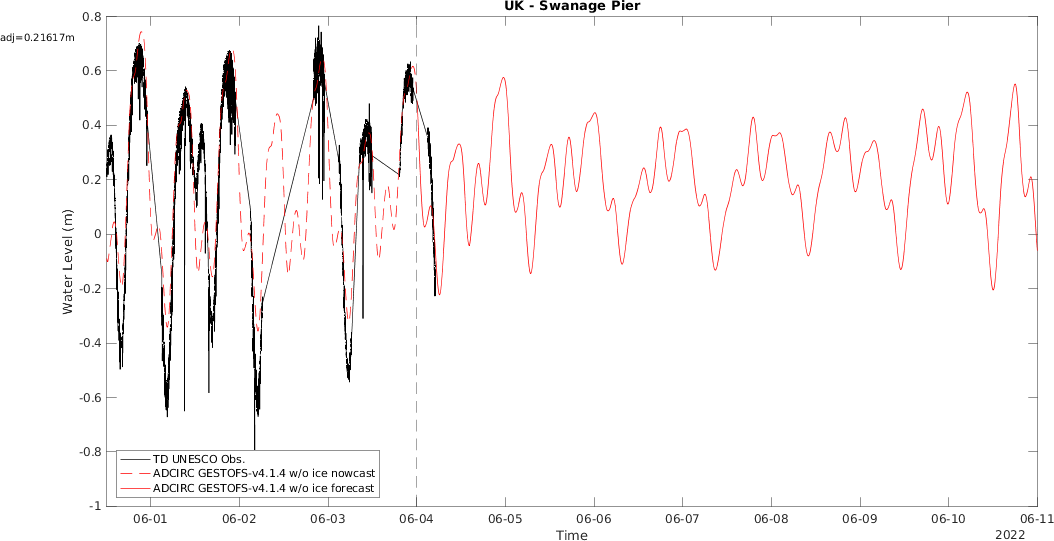 UK - Swanage Pier
adj=0.21617m
0.8
0.6
0.4
0.2
0
-0.2
-0.4
-0.6
-0.8
-1
Water Level (m)
TD UNESCO Obs.
ADCIRC GESTOFS-v4.1.4 w/o ice nowcast
ADCIRC GESTOFS-v4.1.4 w/o ice forecast
06-01 06-02 06-03 06-04 06-05 06-06 06-07 06-08 06-09 06-10 06-11
Time
2022